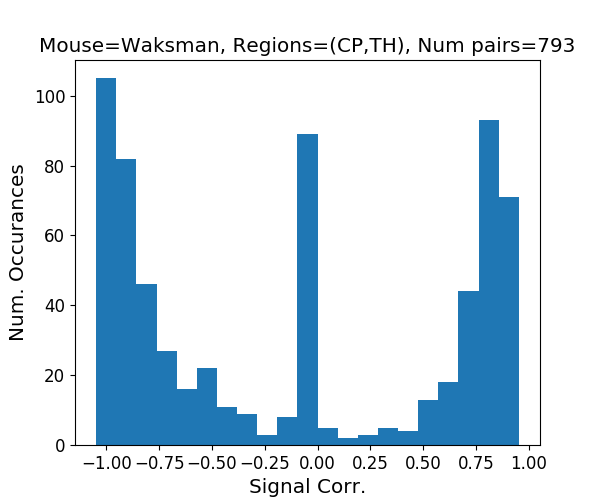 Mouse=Waksman, Regions=(CP,TH), Num pairs=793
Num. Occurances
100
80
60
40
20
0
−1.00 −0.75 −0.50 −0.25 0.00 0.25 0.50 0.75 1.00
Signal Corr.